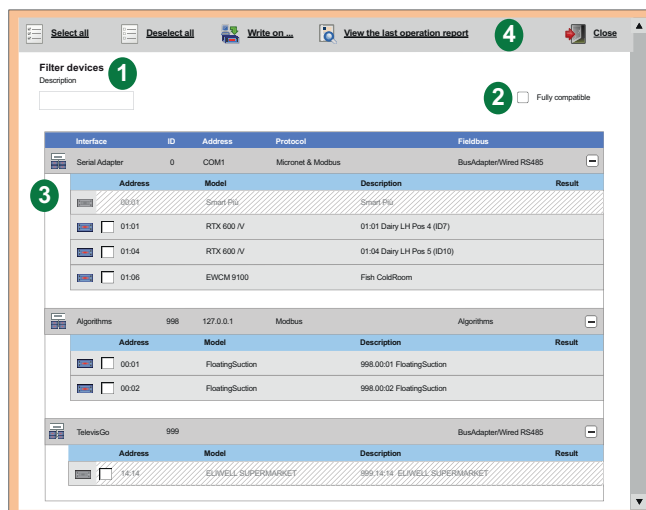 Select all Deselect all Write on ... View the last operation report 4 Close
Filter devices 1
Description
2 Fully compatible
Interface ID Address Protocol Fieldbus
Serial Adapter 0 COM1 Micronet & Modbus BusAdapter/Wired RS485
Address Model Description Result
3 00:01 Smart Più Smart Più
01:01 RTX 600 /V 01:01 Dairy LH Pos 4 (ID7)
01:04 RTX 600 /V 01:04 Dairy LH Pos 5 (ID10)
01:06 EWCM 9100 Fish ColdRoom
Algorithms 998 127.0.0.1 Modbus Algorithms
Address Model Description Result
00:01 FloatingSuction 998.00:01 FloatingSuction
00:02 FloatingSuction 998.00:02 FloatingSuction
TelevisGo 999 BusAdapter/Wired RS485
Address Model Description Result
14:14 ELIWELL SUPERMARKET 999.14:14 ELIWELL SUPERMARKET